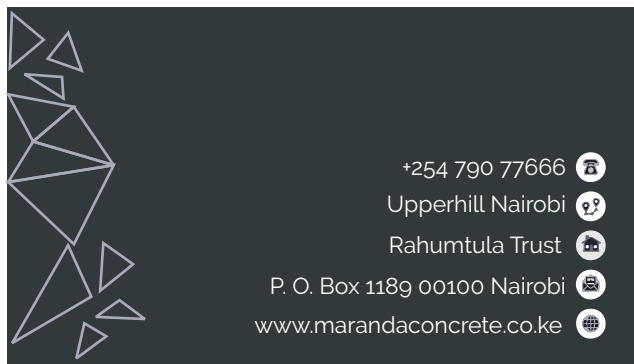 +254 790 77666
Upperhill Nairobi
Rahumtula Trust
P. O. Box 1189 00100 Nairobi
www.marandaconcrete.co.ke